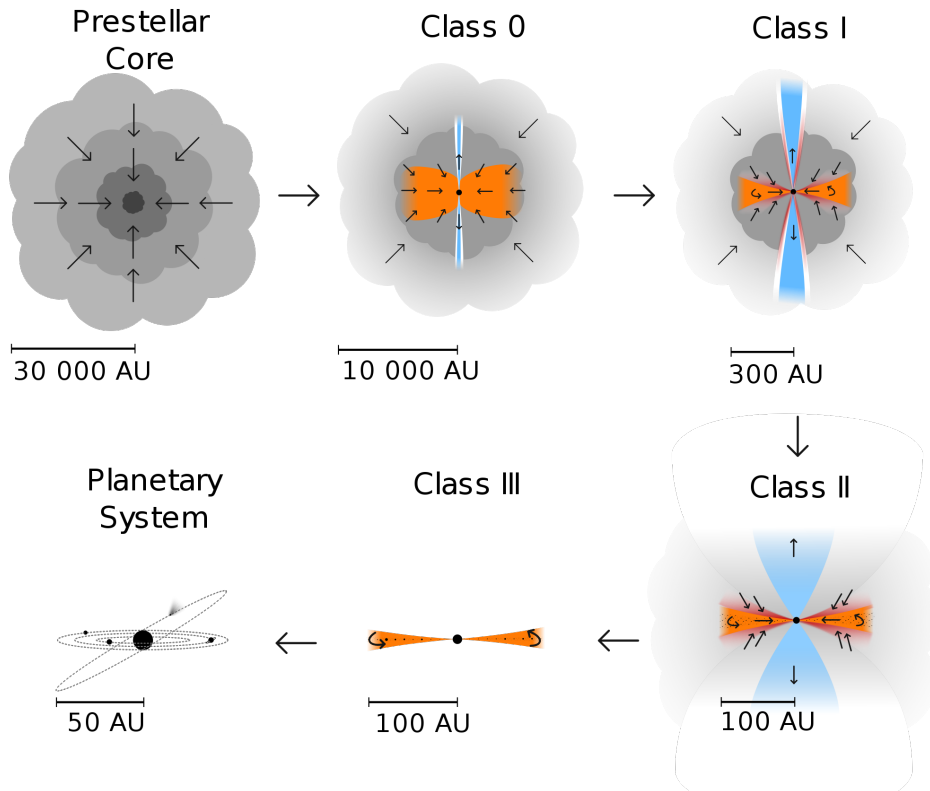 Prestellar
Core
Class 0
Class I
30 000 AU
10 000 AU
300 AU
Planetary
System
Class III
Class II
50 AU
100 AU
100 AU